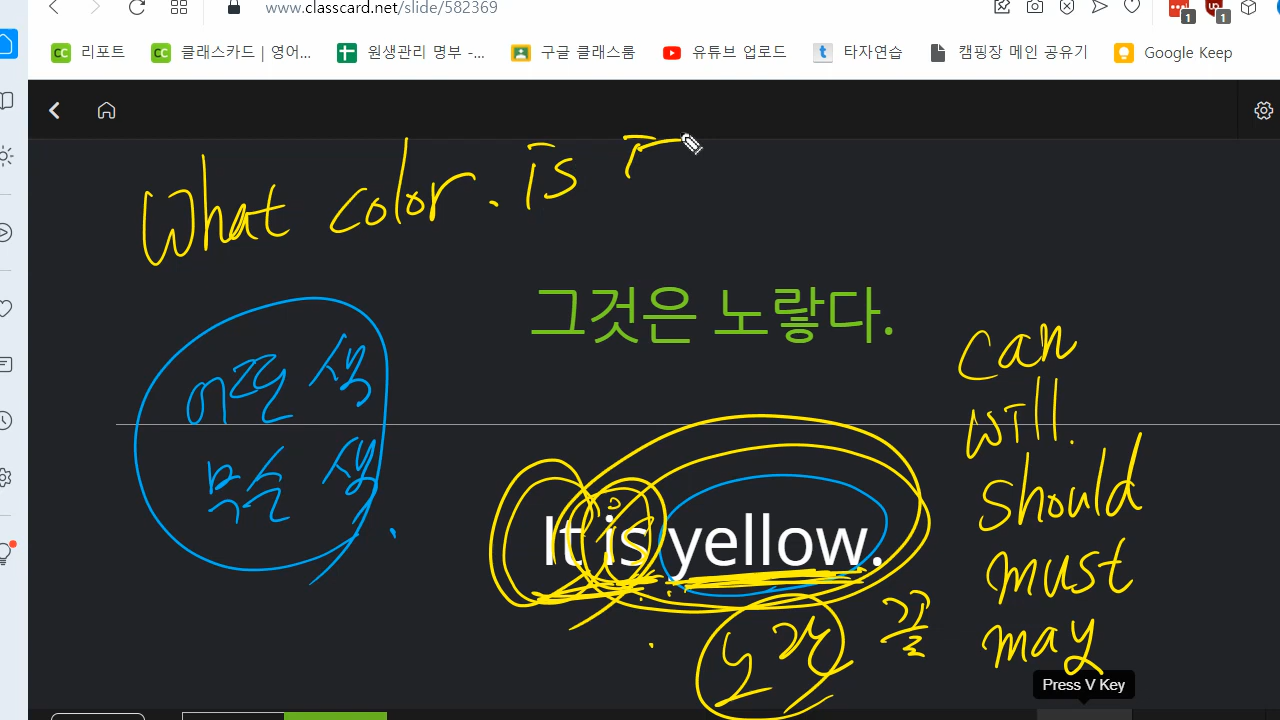 www.classcard.net/slide/582369
1
1
리포트
클래스카드 | 영어...
원생관리 명부 -...
구글 클래스룸
유튜브 업로드
타자연습
캠핑장 메인 공유기
Google Keep
What color. is
그것은 노랗다.
어떤 색
무슨 색
It is yellow.
can
will.
should
must
may
Press V Key